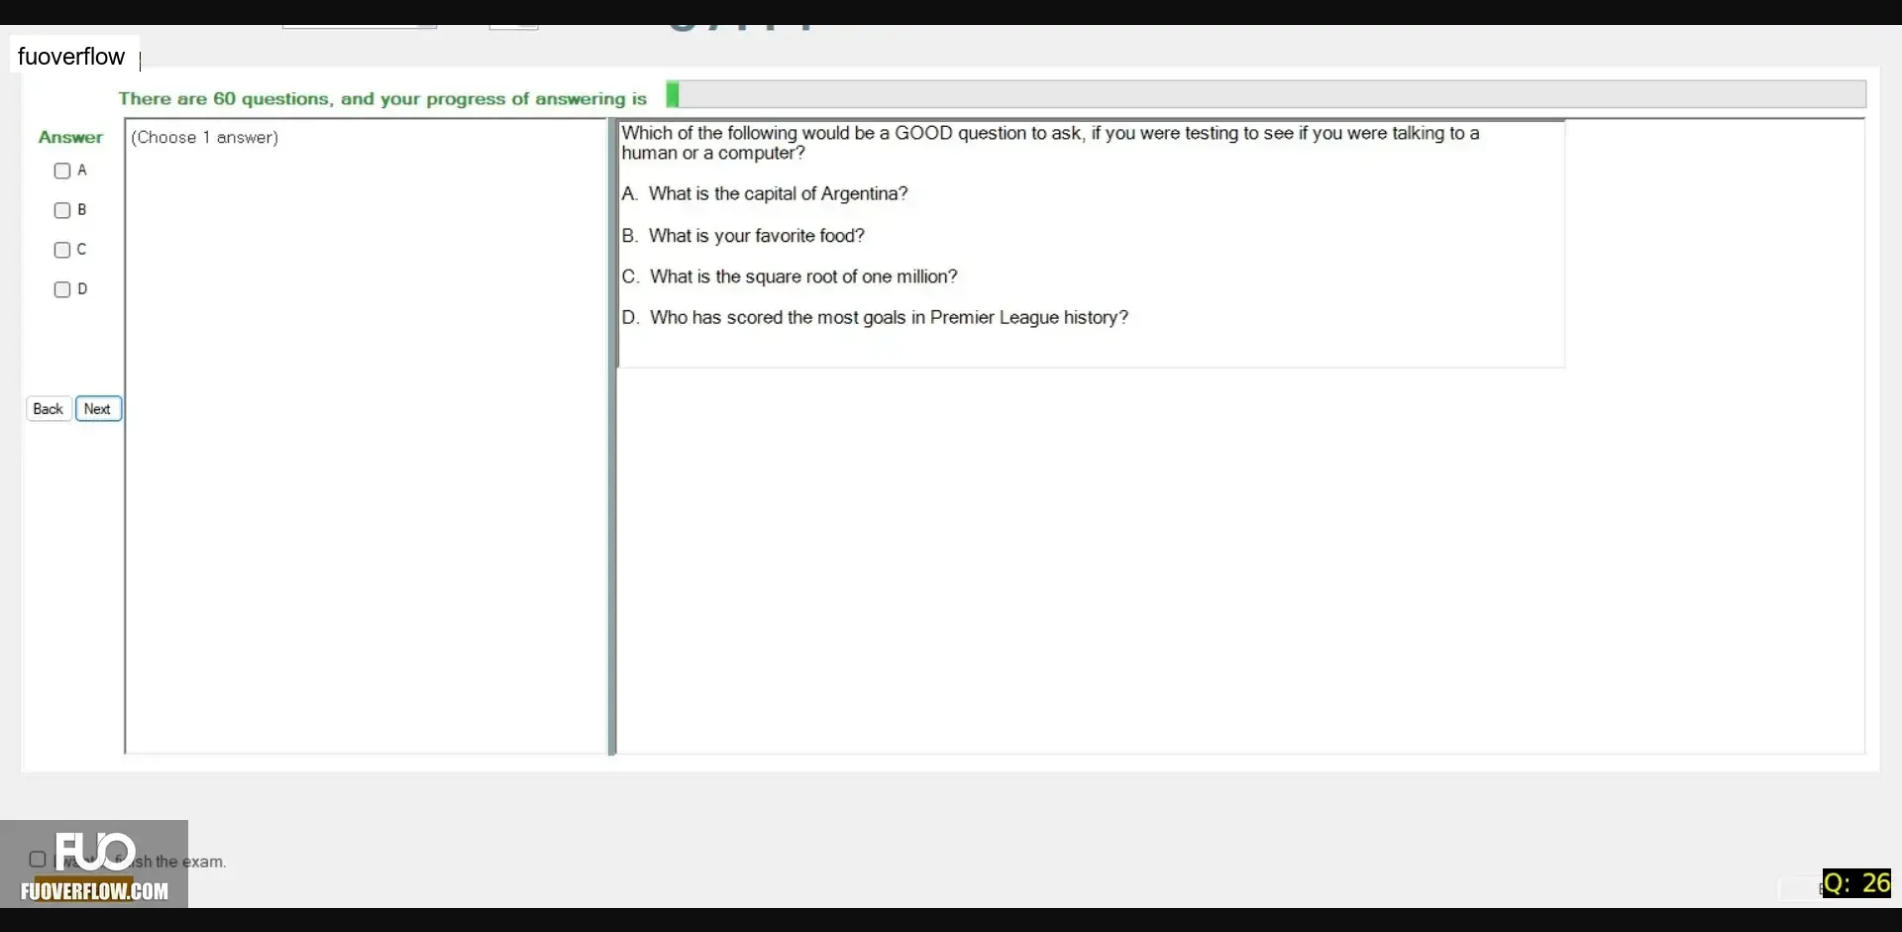 fuoverflow
There are 60 questions, and your progress of answering is
Answer
(Choose 1 answer)
A
B
C
D
Back Next
Which of the following would be a GOOD question to ask, if you were testing to see if you were talking to a
human or a computer?
A. What is the capital of Argentina?
B. What is your favorite food?
C. What is the square root of one million?
D. Who has scored the most goals in Premier League history?
FUO
the exam.
FUOVERFLOW.COM
Q: 26